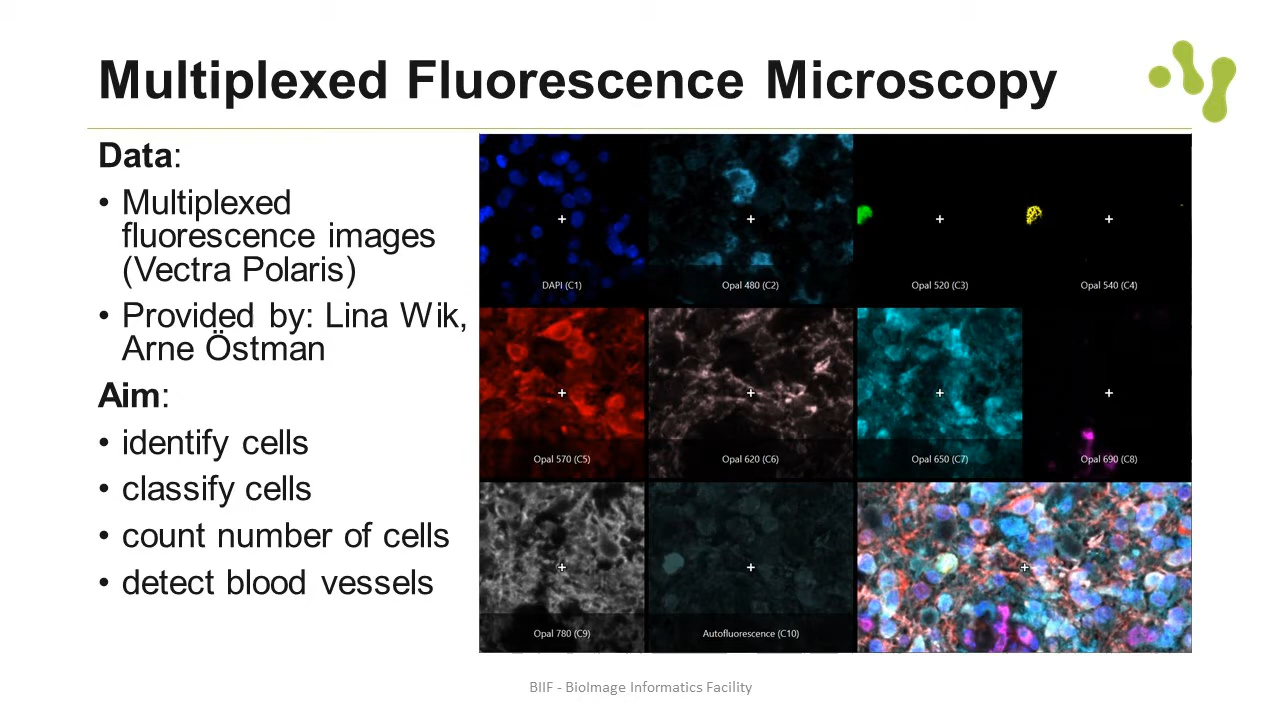 Multiplexed Fluorescence Microscopy
Data:
• Multiplexed
fluorescence images
(Vectra Polaris)
• Provided by: Lina Wik,
Arne Östman
Aim:
• identify cells
• classify cells
• count number of cells
• detect blood vessels
DAPI (C1)
Opal 480 (C2)
Opal 520 (C3)
Opal 540 (C4)
Opal 570 (C5)
Opal 620 (C6)
Opal 650 (C7)
Opal 690 (C8)
Opal 780 (C9)
Autofluorescence (C10)
BIIF - BioImage Informatics Facility